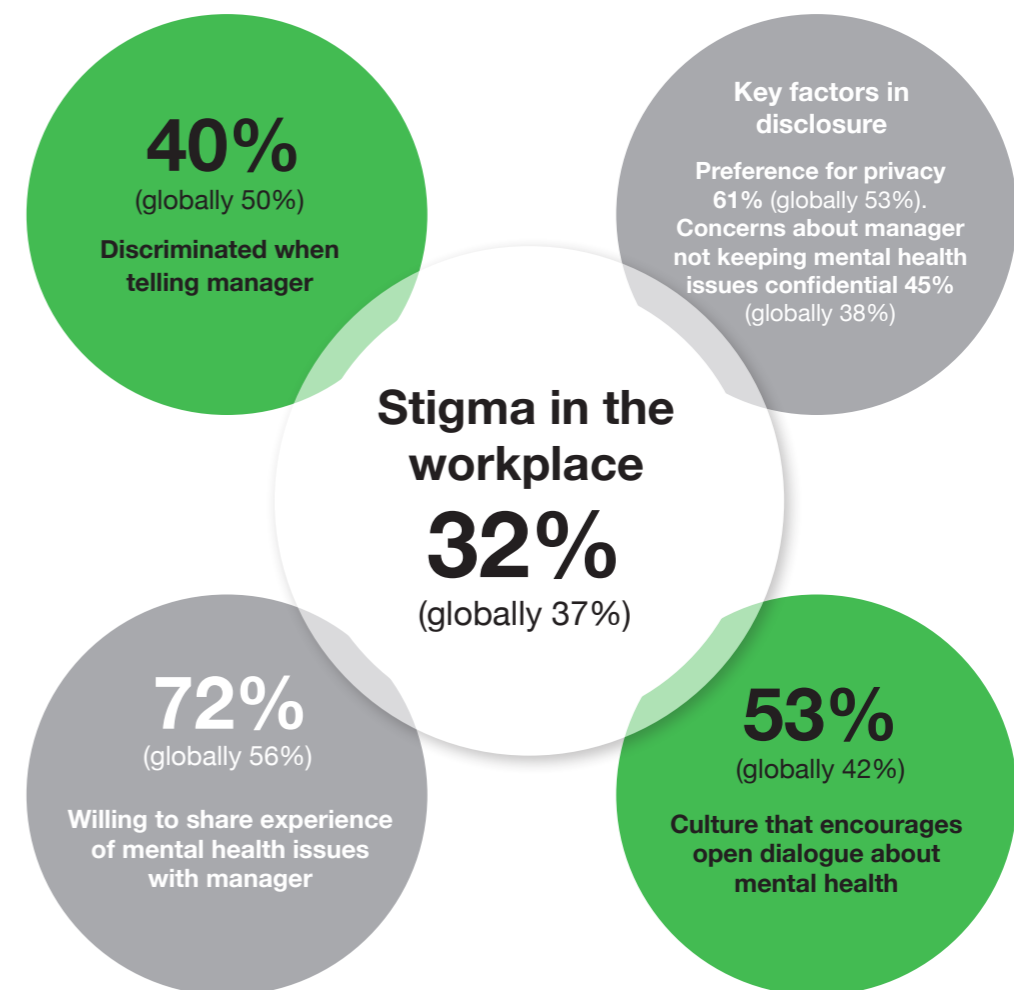 40%
(globally 50%)
Discriminated when
telling manager
Key factors in
disclosure
Preference for privacy
61% (globally 53%).
Concerns about manager
not keeping mental health
issues confidential 45%
(globally 38%)
Stigma in the
workplace
32%
(globally 37%)
72%
(globally 56%)
Willing to share experience
of mental health issues
with manager
53%
(globally 42%)
Culture that encourages
open dialogue about
mental health